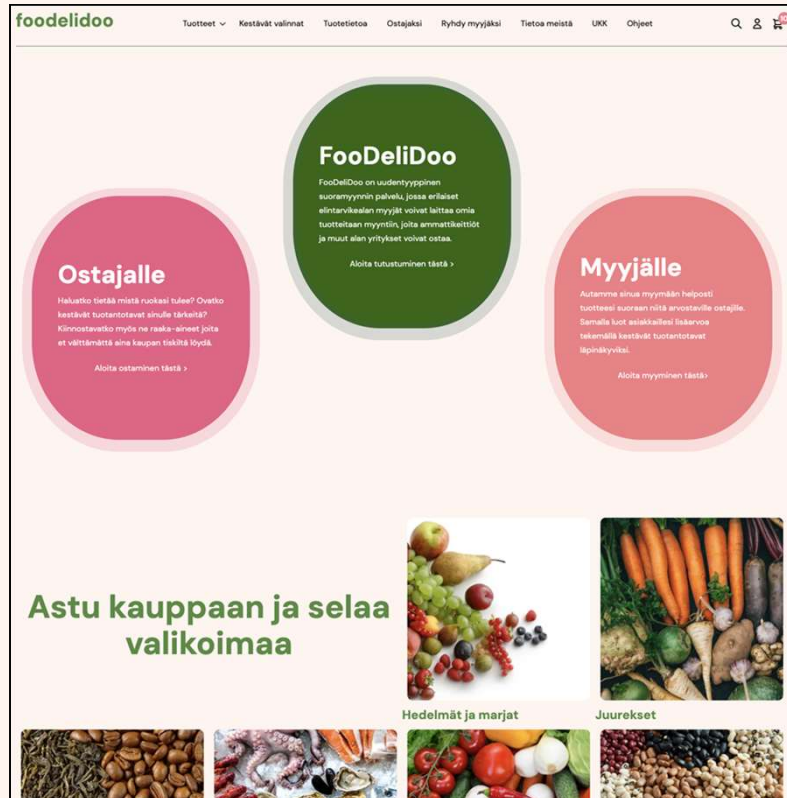 foodelidoo
Tuotteet
Kestävät valinnat
Tuotetietoa
Ostajaksi
Ryhdy myyjäksi
Tietoa meistä
UKK
Ohjeet
FooDeliDoo
FooDeliDoo on uudentyyppinen
suoramyynnin palvelu, jossa erilaiset
elintarvikealan myyjät voivat laittaa omia
tuotteitaan myyntiin, joita ammattikeittiöt
ja muut alan yritykset voivat ostaa.
Aloita tutustuminen tästä >
Ostajalle
Haluatko tietää mistä ruokasi tulee? Ovatko
kestävät tuotantotavat sinulle tärkeitä?
Kiinnostavatko myös ne raaka-aineet joita
et välttämättä aina kaupan tiskiltä löydä.
Aloita ostaminen tästä >
Myyjälle
Autamme sinua myymään helposti
tuotteesi suoraan niitä arvostaville ostajille.
Samalla luot asiakkaillesi lisäarvoa
tekemällä kestävät tuotantotavat
läpinäkyviksi.
Aloita myyminen tästä>
Astu kauppaan ja selaa
valikoimaa
Hedelmät ja marjat
Juurekset